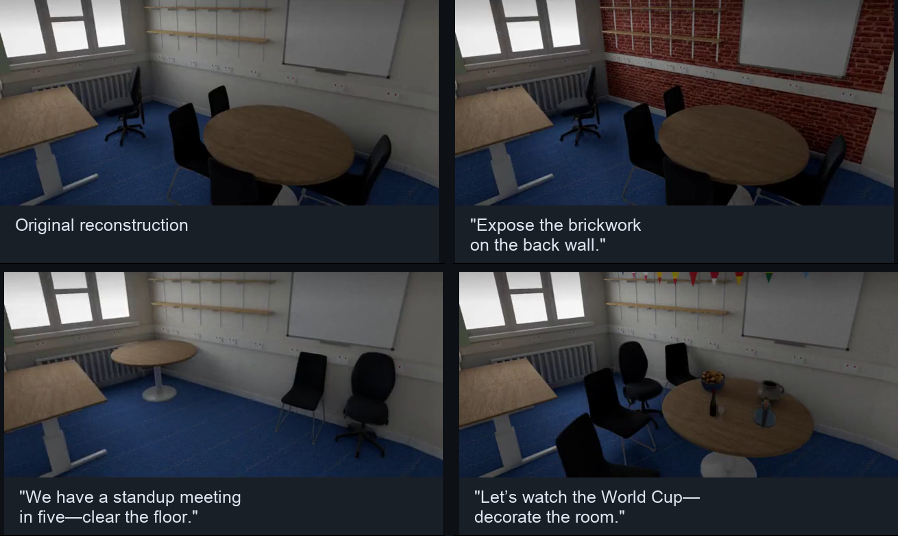 Original reconstruction
"Expose the brickwork
on the back wall."
"We have a standup meeting
in five—clear the floor."
"Let's watch the World Cup—
decorate the room."